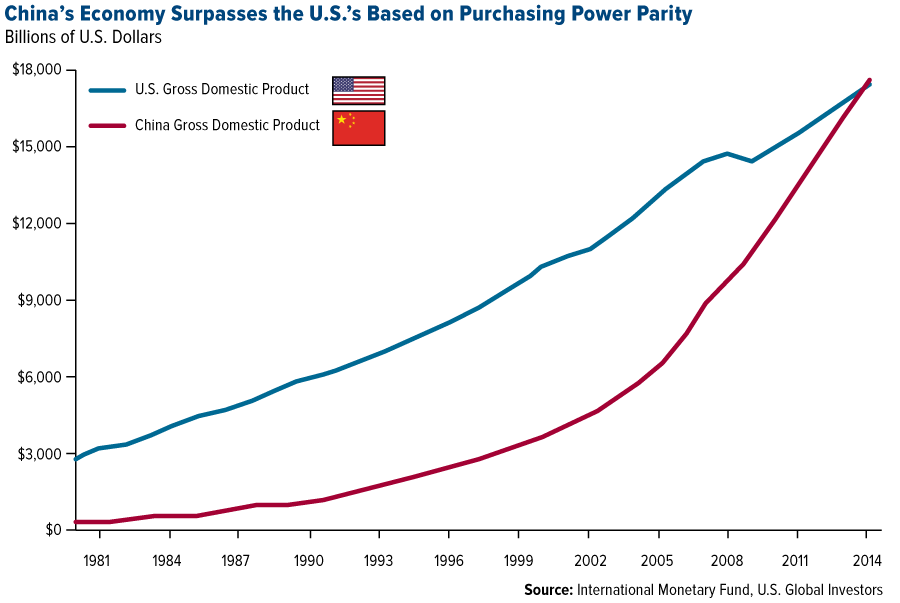 China’s Economy Surpasses the U.S.’s Based on Purchasing Power Parity
Billions of U.S. Dollars
$18,000
U.S. Gross Domestic Product
China Gross Domestic Product
$15,000
$12,000
$9,000
$6,000
$3,000
$0
1981 1984 1987 1990 1993 1996 1999 2002 2005 2008 2011 2014
Source: International Monetary Fund, U.S. Global Investors